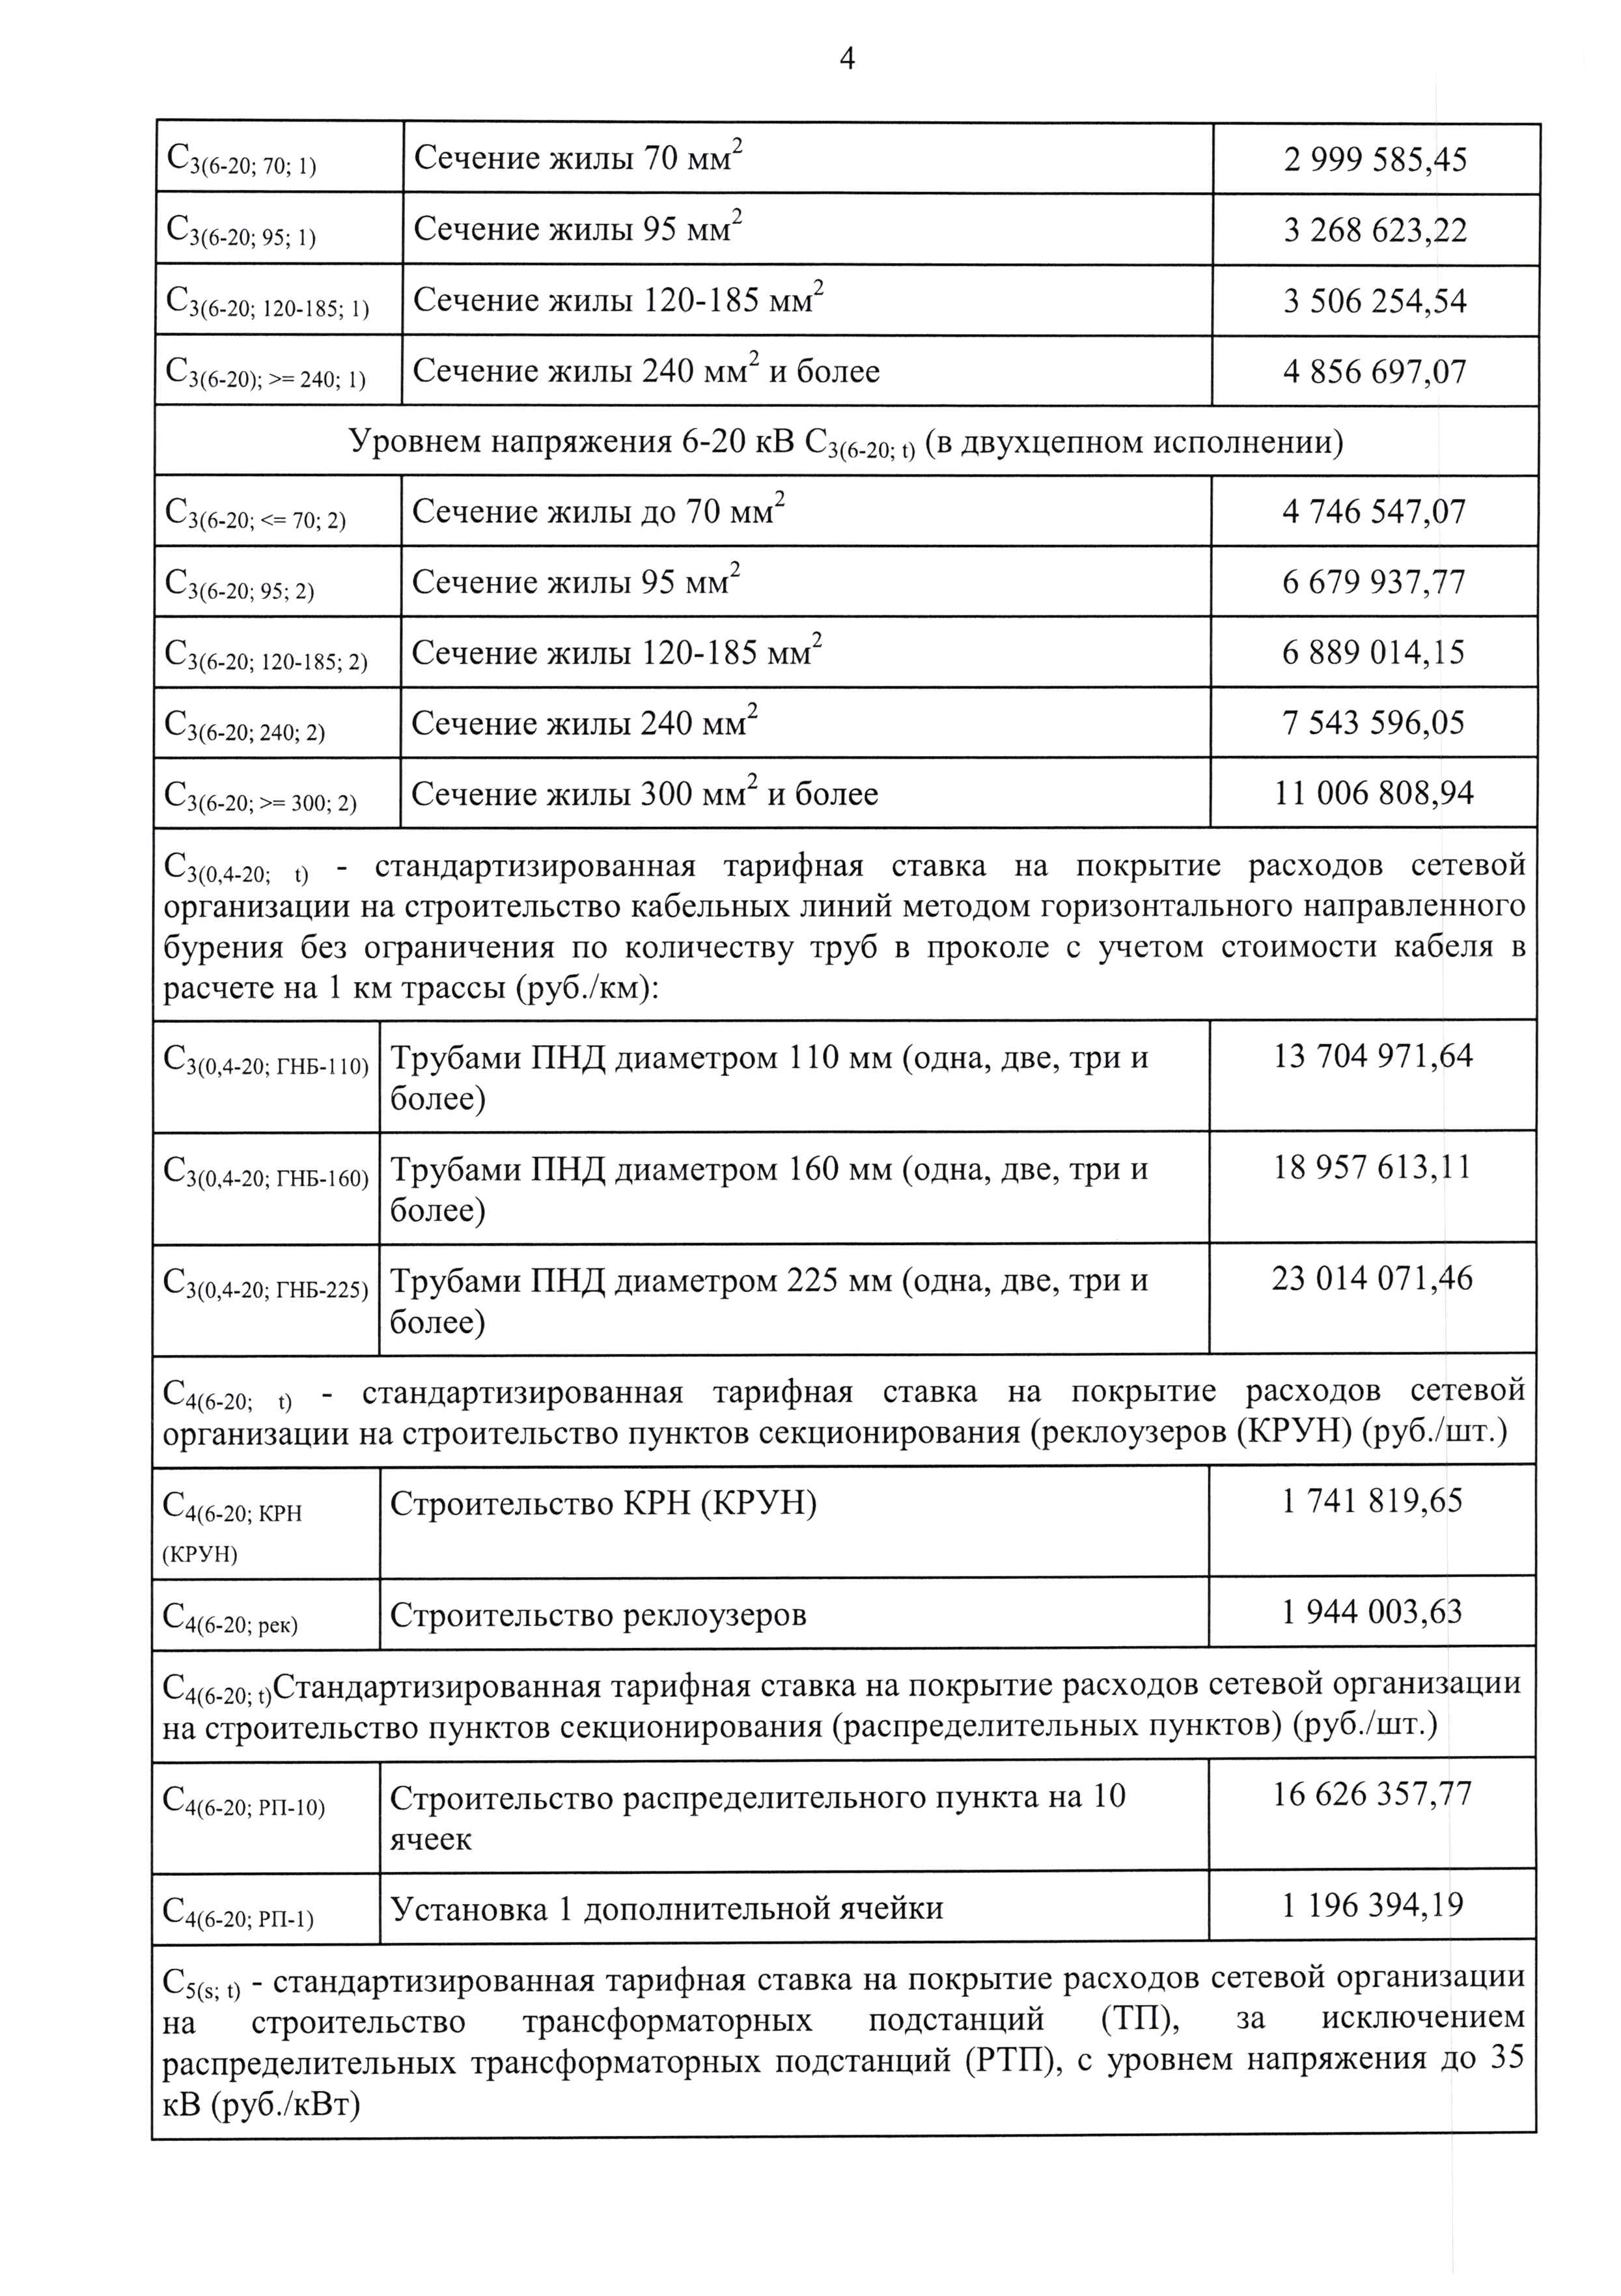 4
С3(6-20; 70; 1) Сечение жилы 70 мм2 2 999 585,45
С3(6-20; 95; 1) Сечение жилы 95 мм2 3 268 623,22
С3(6-20; 120-185; 1) Сечение жилы 120-185 мм2 3 506 254,54
С3(6-20); >= 240; 1) Сечение жилы 240 мм2 и более 4 856 697,07
Уровнем напряжения 6-20 кВ С3(6-20; t) (в двухцепном исполнении)
С3(6-20; <= 70; 2) Сечение жилы до 70 мм2 4 746 547,07
С3(6-20; 95; 2) Сечение жилы 95 мм2 6 679 937,77
С3(6-20; 120-185; 2) Сечение жилы 120-185 мм2 6 889 014,15
С3(6-20; 240; 2) Сечение жилы 240 мм2 7 543 596,05
С3(6-20; >= 300; 2) Сечение жилы 300 мм2 и более 11 006 808,94
С3(0,4-20; t) - стандартизированная тарифная ставка на покрытие расходов сетевой
организации на строительство кабельных линий методом горизонтального направленного
бурения без ограничения по количеству труб в проколе с учетом стоимости кабеля в
расчете на 1 км трассы (руб./км):
С3(0,4-20; ГНБ-110) Трубами ПНД диаметром 110 мм (одна, две, три и 13 704 971,64
более)
С3(0,4-20; ГНБ-160) Трубами ПНД диаметром 160 мм (одна, две, три и 18 957 613,11
более)
С3(0,4-20; ГНБ-225) Трубами ПНД диаметром 225 мм (одна, две, три и 23 014 071,46
более)
С4(6-20; t) - стандартизированная тарифная ставка на покрытие расходов сетевой
организации на строительство пунктов секционирования (реклоузеров (КРУН) (руб./шт.)
С4(6-20; КРН Строительство КРН (КРУН) 1 741 819,65
(КРУН)
С4(6-20; рек) Строительство реклоузеров 1 944 003,63
С4(6-20; t)Стандартизированная тарифная ставка на покрытие расходов сетевой организации
на строительство пунктов секционирования (распределительных пунктов) (руб./шт.)
С4(6-20; РП-10) Строительство распределительного пункта на 10 16 626 357,77
ячеек
С4(6-20; РП-1) Установка 1 дополнительной ячейки 1 196 394,19
С5(s; t) - стандартизированная тарифная ставка на покрытие расходов сетевой организации
на строительство трансформаторных подстанций (ТП), за исключением
распределительных трансформаторных подстанций (РТП), с уровнем напряжения до 35
кВ (руб./кВт)